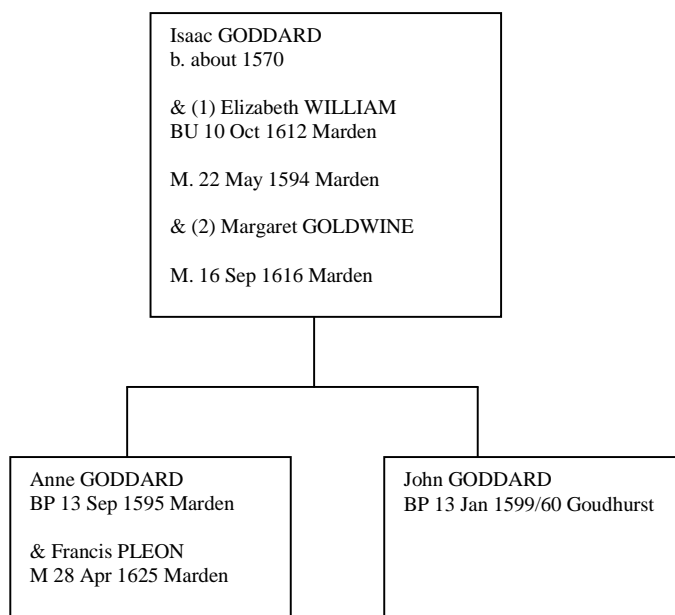 Isaac GODDARD
b. about 1570
& (1) Elizabeth WILLIAM
BU 10 Oct 1612 Marden
M. 22 May 1594 Marden
& (2) Margaret GOLDWINE
M. 16 Sep 1616 Marden
Anne GODDARD
BP 13 Sep 1595 Marden
& Francis PLEON
M 28 Apr 1625 Marden
John GODDARD
BP 13 Jan 1599/60 Goudhurst